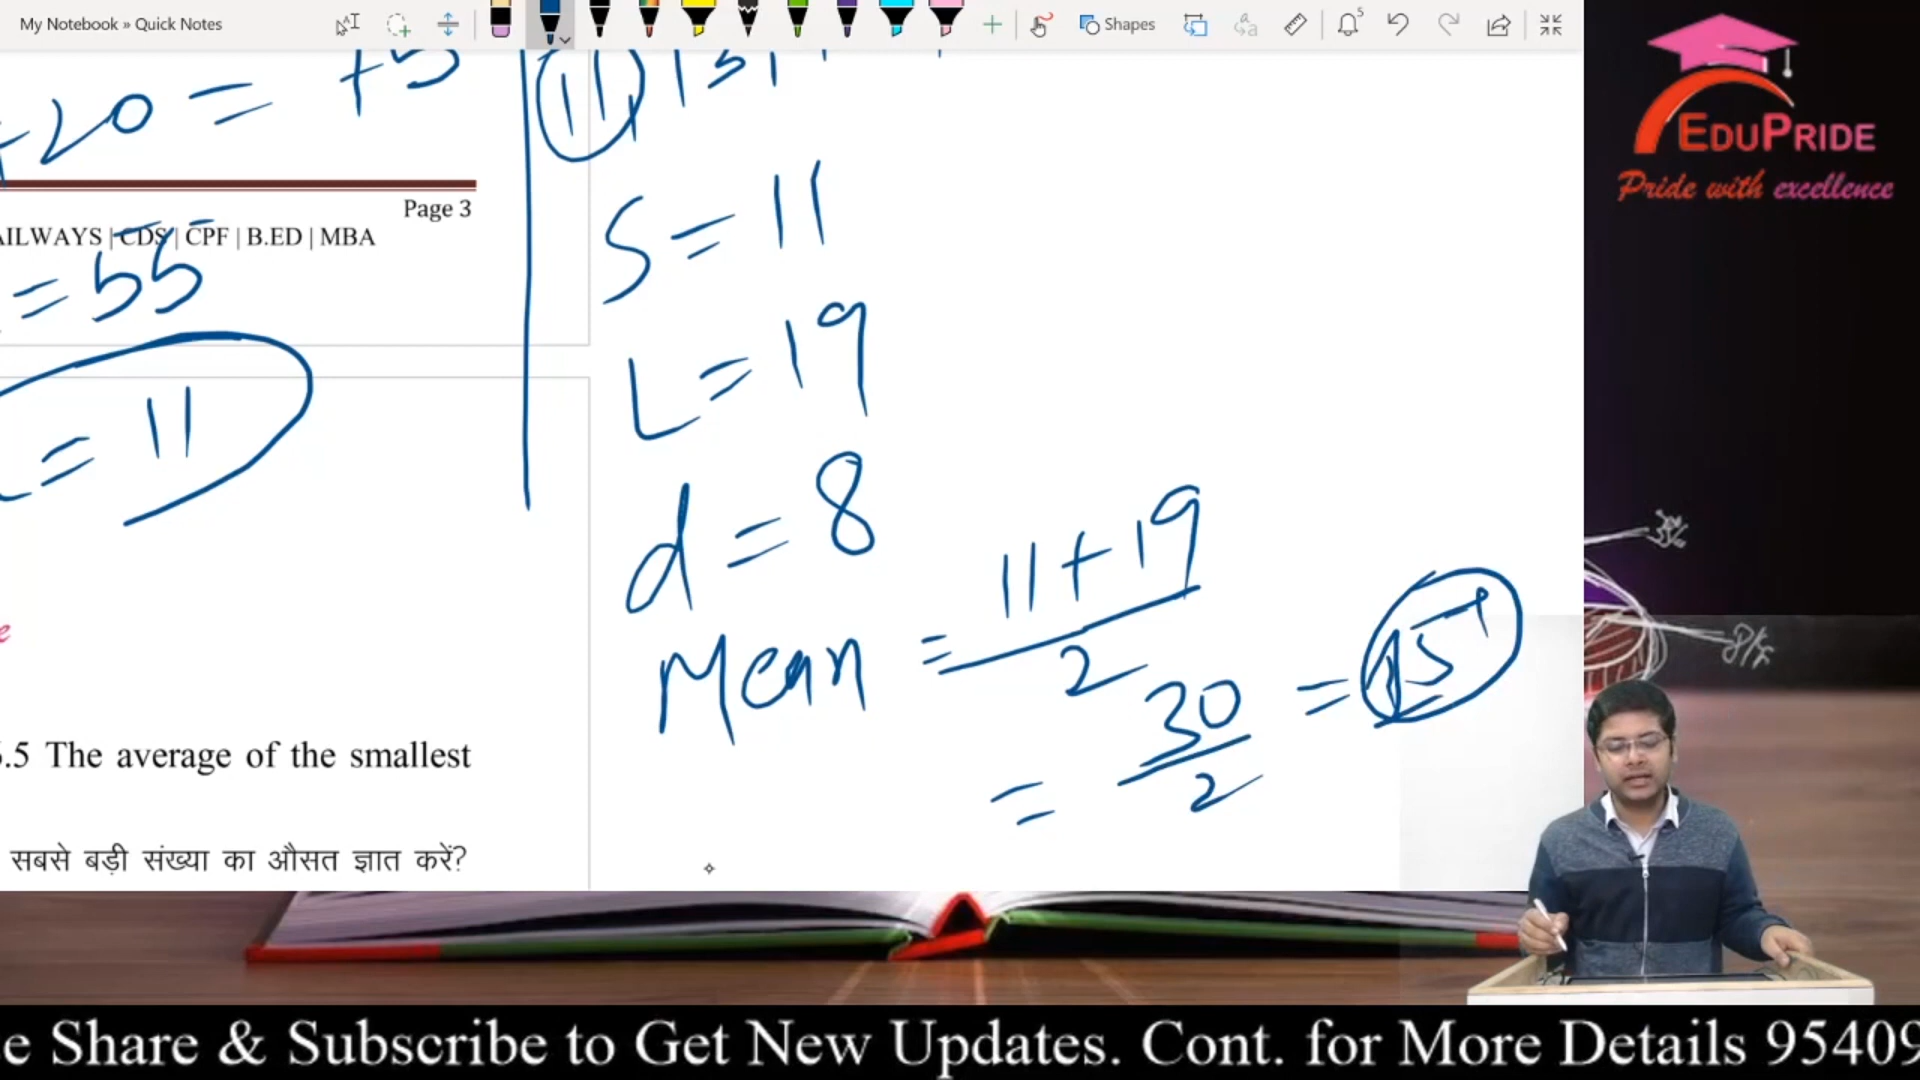 My Notebook » Quick Notes
Shapes
5
+20 = +5
11, 13,
Page 3
AILWAYS | CDS | CPF | B.ED | MBA
= 55
= 11
S = 11
L = 19
d = 8
Mean = 11 + 19
2
= 30
2
= 15
.5 The average of the smallest
सबसे बड़ी संख्या का औसत ज्ञात करें?
EDUPRIDE
Pride with excellence
e Share & Subscribe to Get New Updates. Cont. for More Details 95409